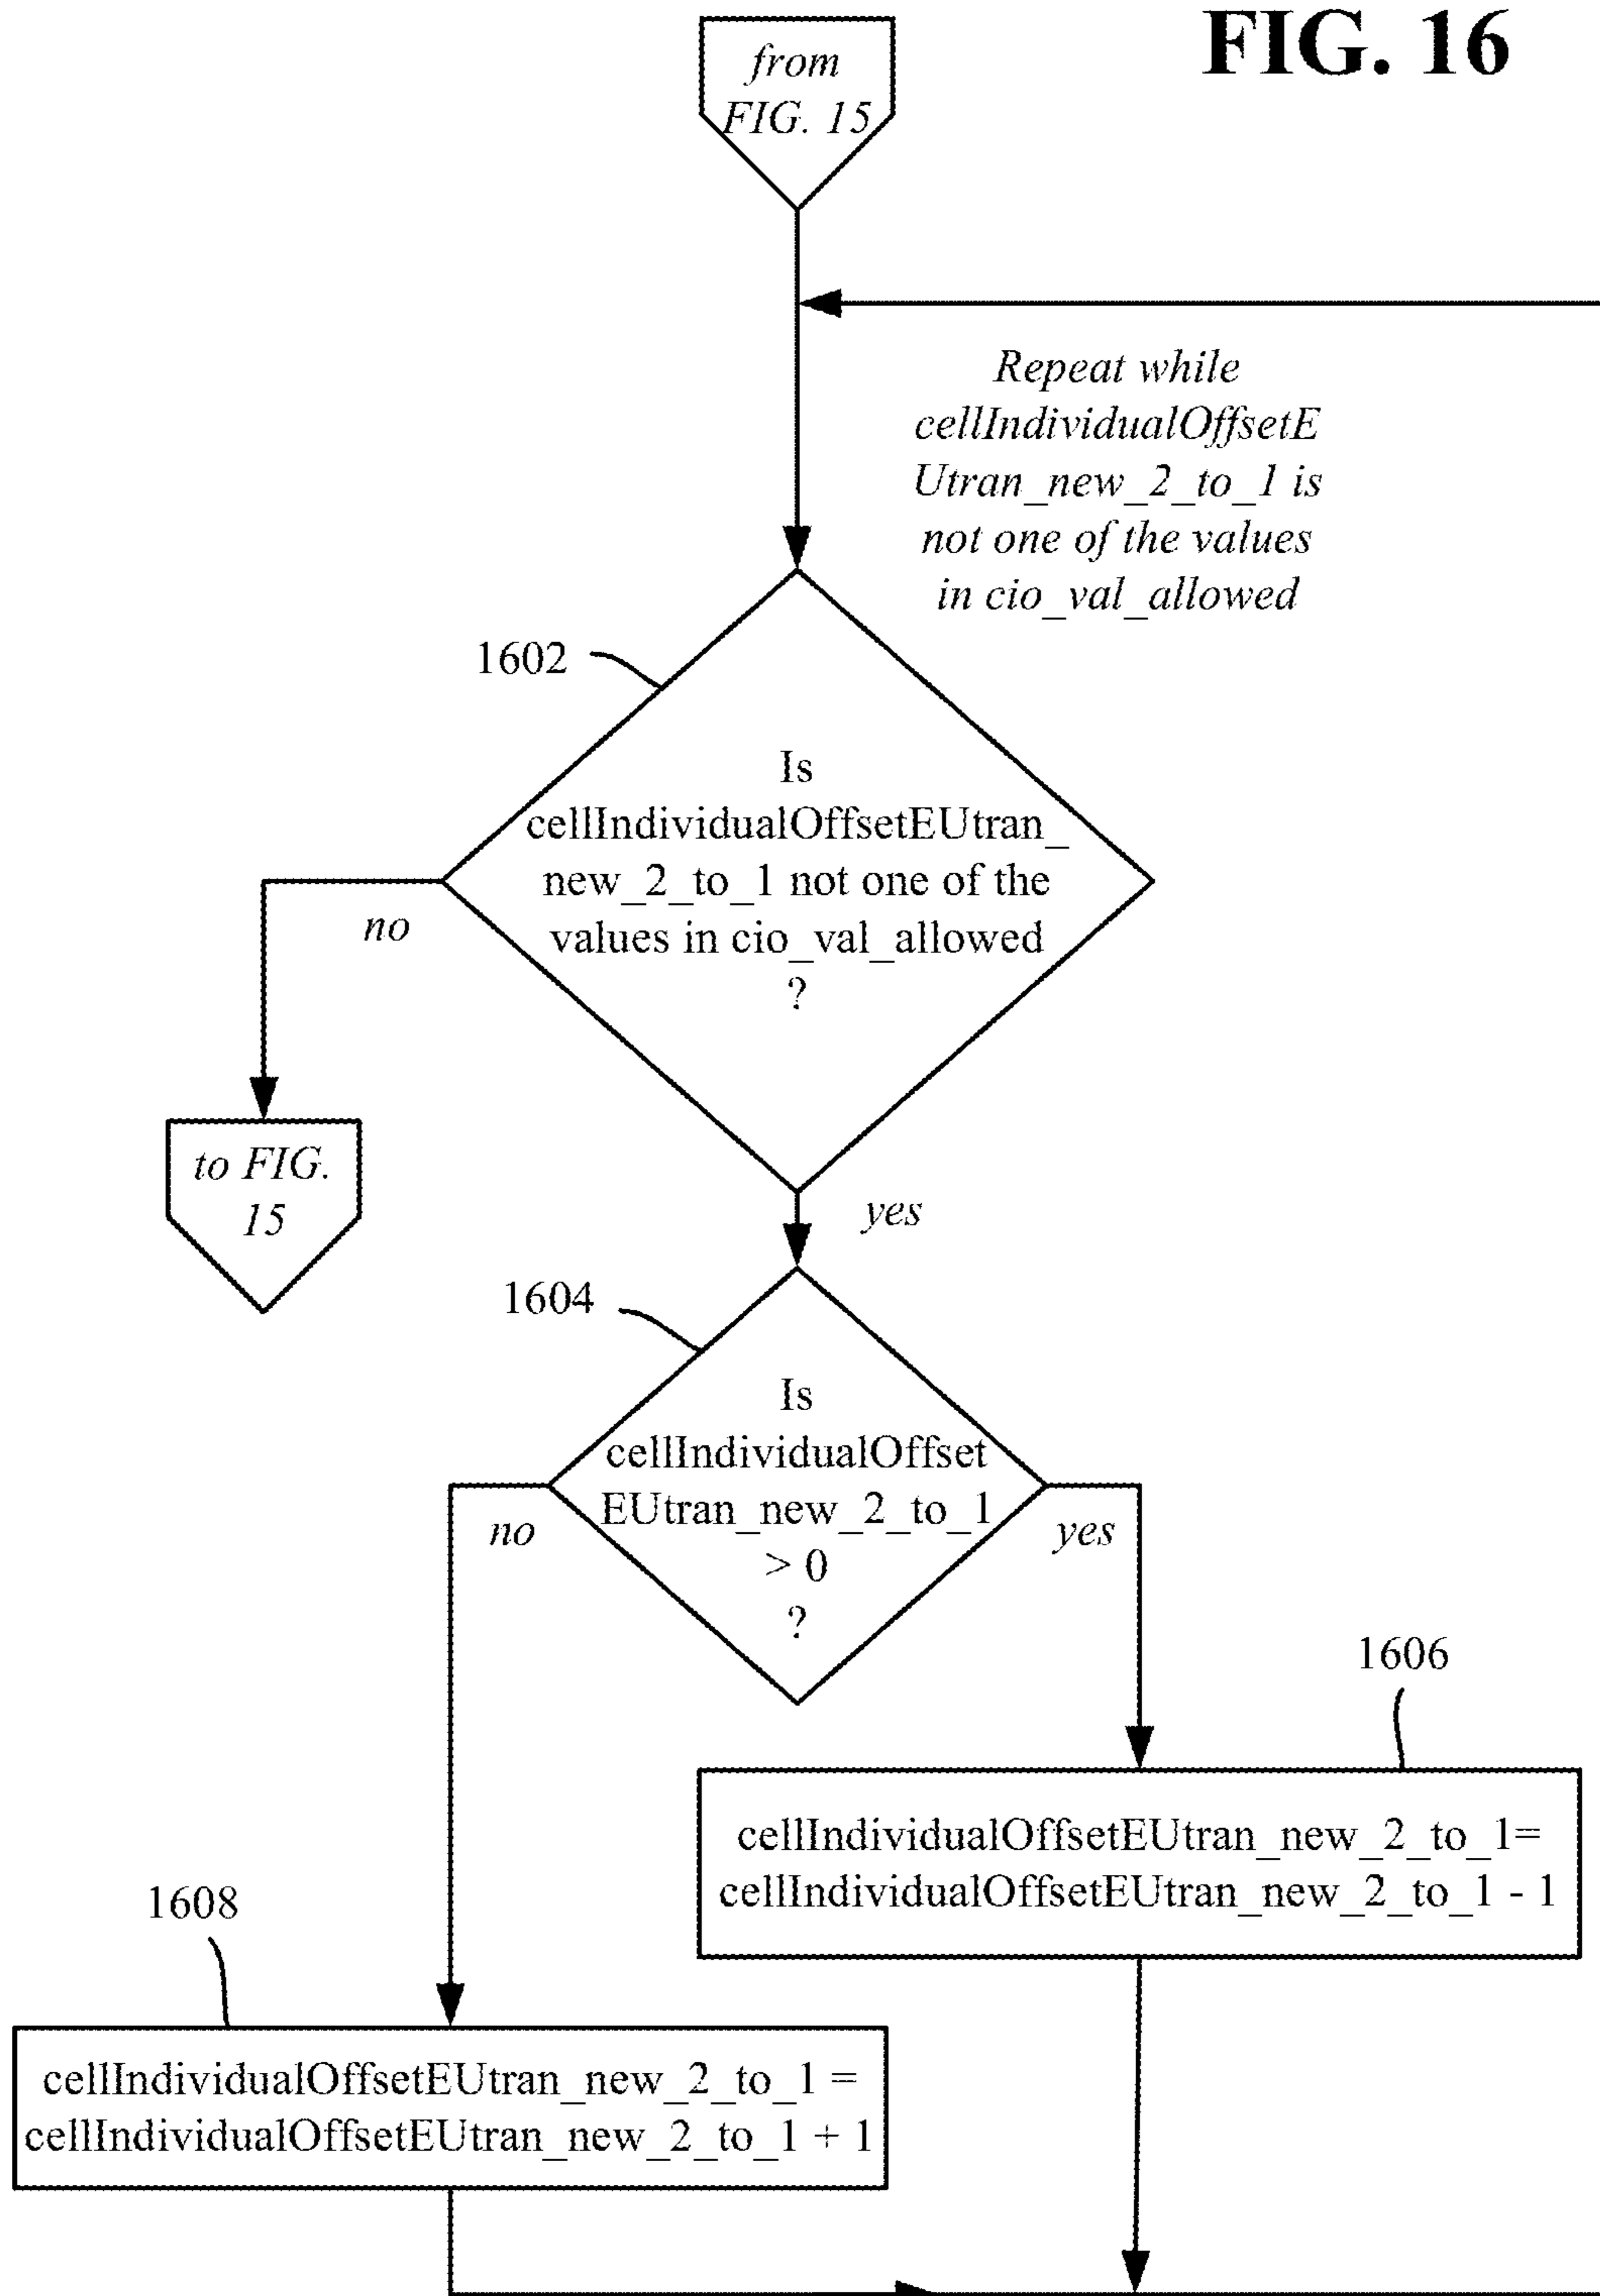 FIG. 16
from
FIG. 15
Repeat while
cellIndividualOffsetE
Utran_new_2_to_1 is
not one of the values
in cio_val_allowed
1602
Is
cellIndividualOffsetEUtran_
new_2_to_1 not one of the
values in cio_val_allowed
?
no
to FIG.
15
yes
1604
Is
cellIndividualOffset
EUtran_new_2_to_1
> 0
?
no
yes
1606
cellIndividualOffsetEUtran_new_2_to_1=
cellIndividualOffsetEUtran_new_2_to_1 - 1
1608
cellIndividualOffsetEUtran_new_2_to_1 =
cellIndividualOffsetEUtran_new_2_to_1 + 1